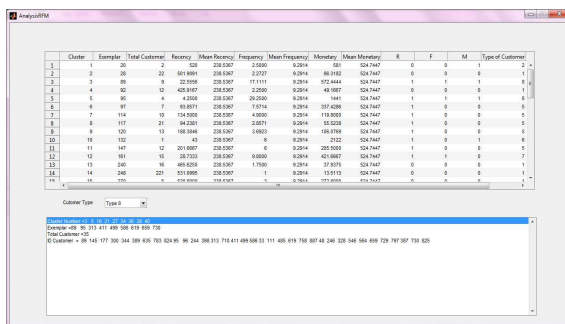 AnalysisRFM
Cluster Exempler Total Customer Recency Mean Recency Frequency Mean Frequency Monetary Mean Monetary R F M Type of Customer
1 1 20 2 520 238.5367 2.5000 9.2914 581 524.7447 0 0 1 2
2 2 28 22 501.9091 238.5367 2.2727 9.2914 86.3182 524.7447 0 0 0 1
3 3 89 9 22.5556 238.5367 17.1111 9.2914 572.4444 524.7447 1 1 1 8
4 4 92 12 425.9167 238.5367 2.2500 9.2914 49.1667 524.7447 0 0 0 1
5 5 95 4 4.2500 238.5367 29.2500 9.2914 1441 524.7447 1 1 1 8
6 6 97 7 93.8571 238.5367 7.5714 9.2914 337.4286 524.7447 1 0 0 5
7 7 114 10 134.5000 238.5367 4.9000 9.2914 119.8000 524.7447 1 0 0 5
8 8 117 21 94.2381 238.5367 2.8571 9.2914 55.5238 524.7447 1 0 0 5
9 9 120 13 188.3846 238.5367 3.6923 9.2914 106.0769 524.7447 1 0 0 5
10 10 132 1 43 238.5367 6 9.2914 2122 524.7447 1 0 1 6
11 11 147 12 201.6667 238.5367 6 9.2914 285.5000 524.7447 1 0 0 5
12 12 161 15 28.7333 238.5367 9.8000 9.2914 421.6667 524.7447 1 1 0 7
13 13 240 16 465.6250 238.5367 1.7500 9.2914 37.9375 524.7447 0 0 0 1
14 14 248 221 531.0995 238.5367 1 9.2914 13.5113 524.7447 0 0 0 1
Cutomer Type Type 8
Cluster Number =3 5 16 21 27 34 36 38 40
Exempler =89 95 313 411 499 586 619 659 730
Total Customer =35
ID Customer = 89 145 177 300 344 389 635 783 824 95 96 244 398 313 710 411 499 586 33 111 485 619 758 887 48 246 328 546 564 659 729 797 387 730 825